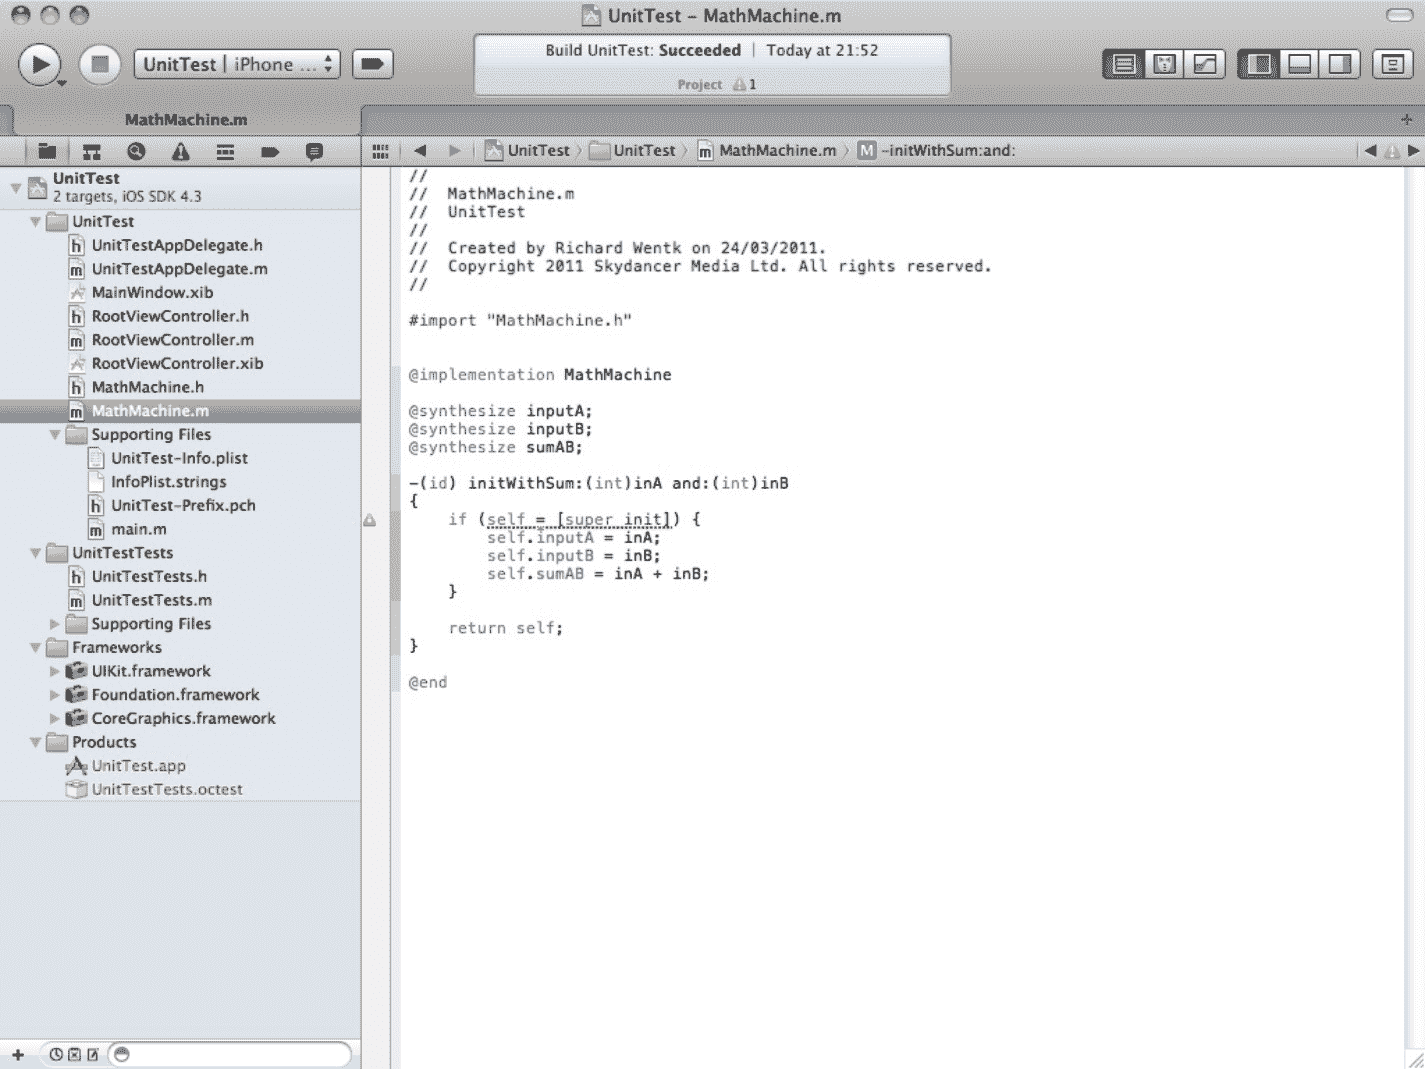 UnitTest – MathMachine.m
UnitTest | iPhone ...
Build UnitTest: Succeeded | Today at 21:52
Project 1
MathMachine.m
UnitTest 〉 UnitTest 〉 MathMachine.m 〉 M -initWithSum:and:
UnitTest
2 targets, iOS SDK 4.3
UnitTest
h UnitTestAppDelegate.h
m UnitTestAppDelegate.m
MainWindow.xib
h RootViewController.h
m RootViewController.m
RootViewController.xib
h MathMachine.h
m MathMachine.m
Supporting Files
UnitTest-Info.plist
InfoPlist.strings
h UnitTest-Prefix.pch
m main.m
UnitTestTests
h UnitTestTests.h
m UnitTestTests.m
Supporting Files
Frameworks
UIKit.framework
Foundation.framework
CoreGraphics.framework
Products
UnitTest.app
UnitTestTests.octest
//
//  MathMachine.m
//  UnitTest
//
//  Created by Richard Wentk on 24/03/2011.
//  Copyright 2011 Skydancer Media Ltd. All rights reserved.
//
#import "MathMachine.h"
@implementation MathMachine
@synthesize inputA;
@synthesize inputB;
@synthesize sumAB;
-(id) initWithSum:(int)inA and:(int)inB
{
    if (self = [super init]) {
        self.inputA = inA;
        self.inputB = inB;
        self.sumAB = inA + inB;
    }
    return self;
}
@end